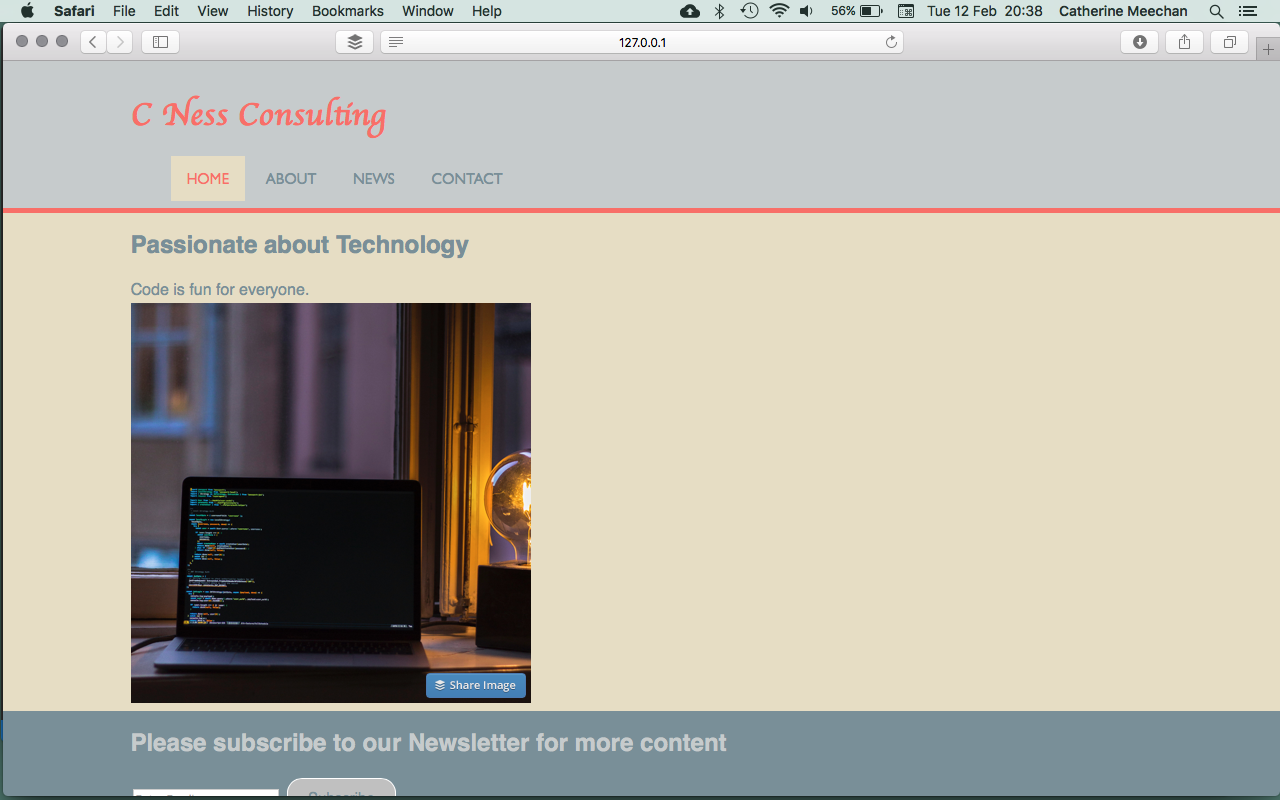 Safari File Edit View History Bookmarks Window Help 56% Tue 12 Feb 20:38 Catherine Meechan
127.0.0.1
C Ness Consulting
HOME ABOUT NEWS CONTACT
Passionate about Technology
Code is fun for everyone.
Share Image
Please subscribe to our Newsletter for more content
Subscribe